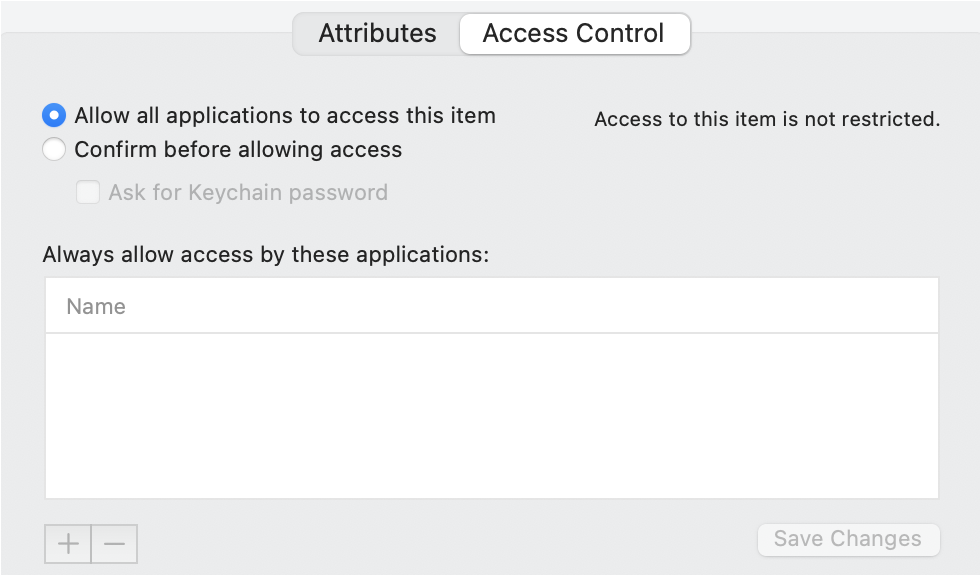 Attributes
Access Control
Allow all applications to access this item
Access to this item is not restricted.
Confirm before allowing access
Ask for Keychain password
Always allow access by these applications:
Name
Save Changes